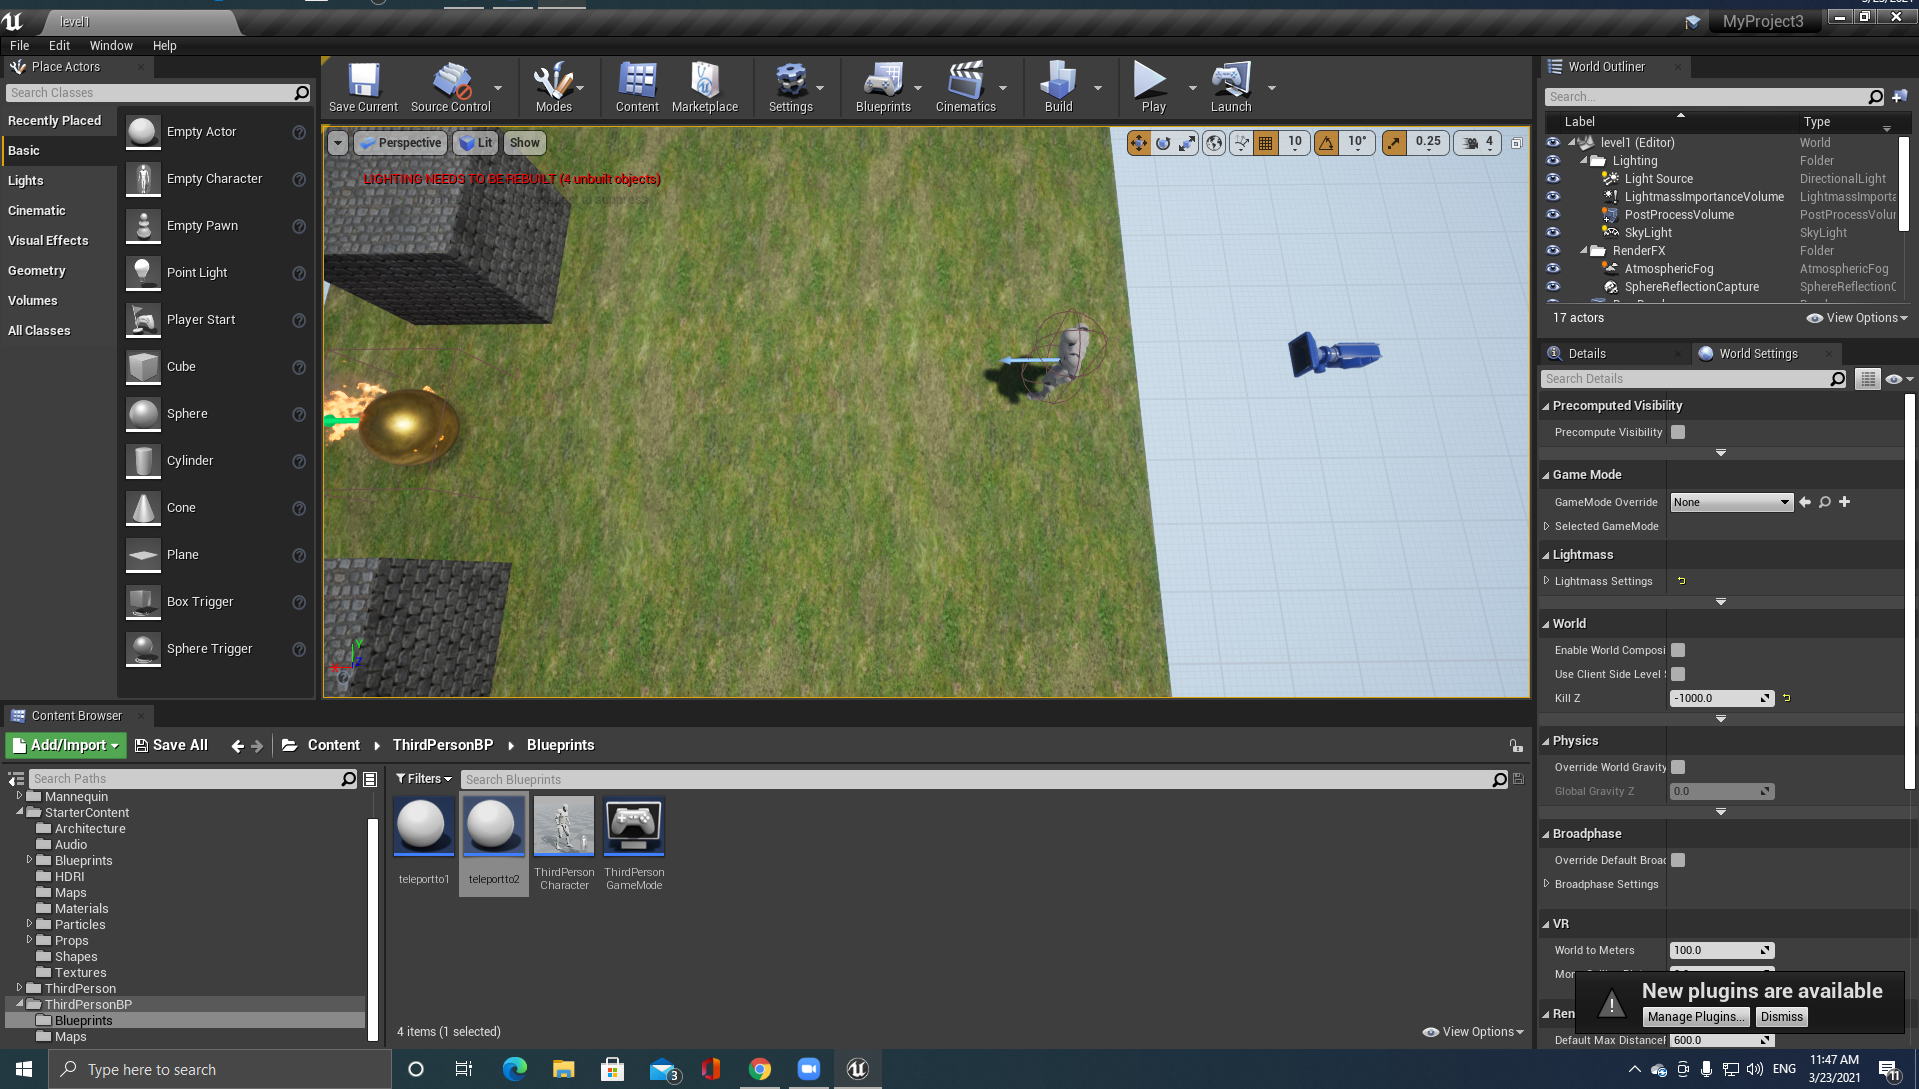 level1
MyProject3
File Edit Window Help
Place Actors
Search Classes
Recently Placed
Basic
Lights
Cinematic
Visual Effects
Geometry
Volumes
All Classes
Empty Actor
Empty Character
Empty Pawn
Point Light
Player Start
Cube
Sphere
Cylinder
Cone
Plane
Box Trigger
Sphere Trigger
Save Current Source Control Modes Content Marketplace Settings Blueprints Cinematics Build Play Launch
Perspective Lit Show
10 10° 0.25 4
LIGHTING NEEDS TO BE REBUILT (4 unbuilt objects)
X Y Z
World Outliner
Search...
Label Type
level1 (Editor) World
Lighting Folder
Light Source DirectionalLight
LightmassImportanceVolume LightmassImporta
PostProcessVolume PostProcessVolu
SkyLight SkyLight
RenderFX Folder
AtmosphericFog AtmosphericFog
SphereReflectionCapture SphereReflectionC
17 actors View Options
Details World Settings
Search Details
Precomputed Visibility
Precompute Visibility
Game Mode
GameMode Override None
Selected GameMode
Lightmass
Lightmass Settings
World
Enable World Composi
Use Client Side Level
Kill Z -1000.0
Physics
Override World Gravity
Global Gravity Z 0.0
Broadphase
Override Default Broad
Broadphase Settings
VR
World to Meters 100.0
New plugins are available
Manage Plugins... Dismiss
Ren
Default Max DistanceF 600.0
Content Browser
Add/Import Save All Content ThirdPersonBP Blueprints
Search Paths
Filters Search Blueprints
Mannequin
StarterContent
Architecture
Audio
Blueprints
HDRI
Maps
Materials
Particles
Props
Shapes
Textures
ThirdPerson
ThirdPersonBP
Blueprints
Maps
teleportto1
teleportto2
ThirdPerson
Character
ThirdPerson
GameMode
4 items (1 selected) View Options
Type here to search
3
ENG
11:47 AM
3/23/2021
11